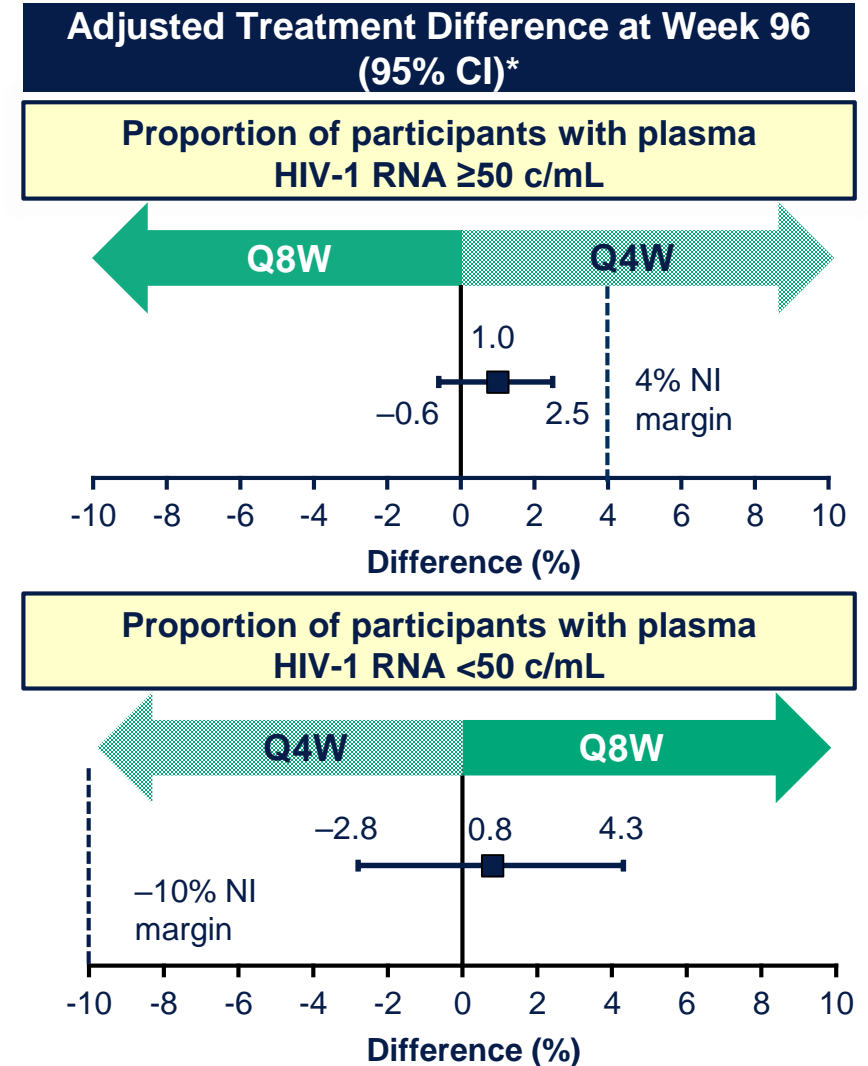 Adjusted Treatment Difference at Week 96
(95% CI)*
Proportion of participants with plasma
HIV-1 RNA ≥50 c/mL
Q8W Q4W
1.0
–0.6 2.5
4% NI
margin
-10 -8 -6 -4 -2 0 2 4 6 8 10
Difference (%)
Proportion of participants with plasma
HIV-1 RNA <50 c/mL
Q4W Q8W
–2.8 0.8 4.3
–10% NI
margin
-10 -8 -6 -4 -2 0 2 4 6 8 10
Difference (%)